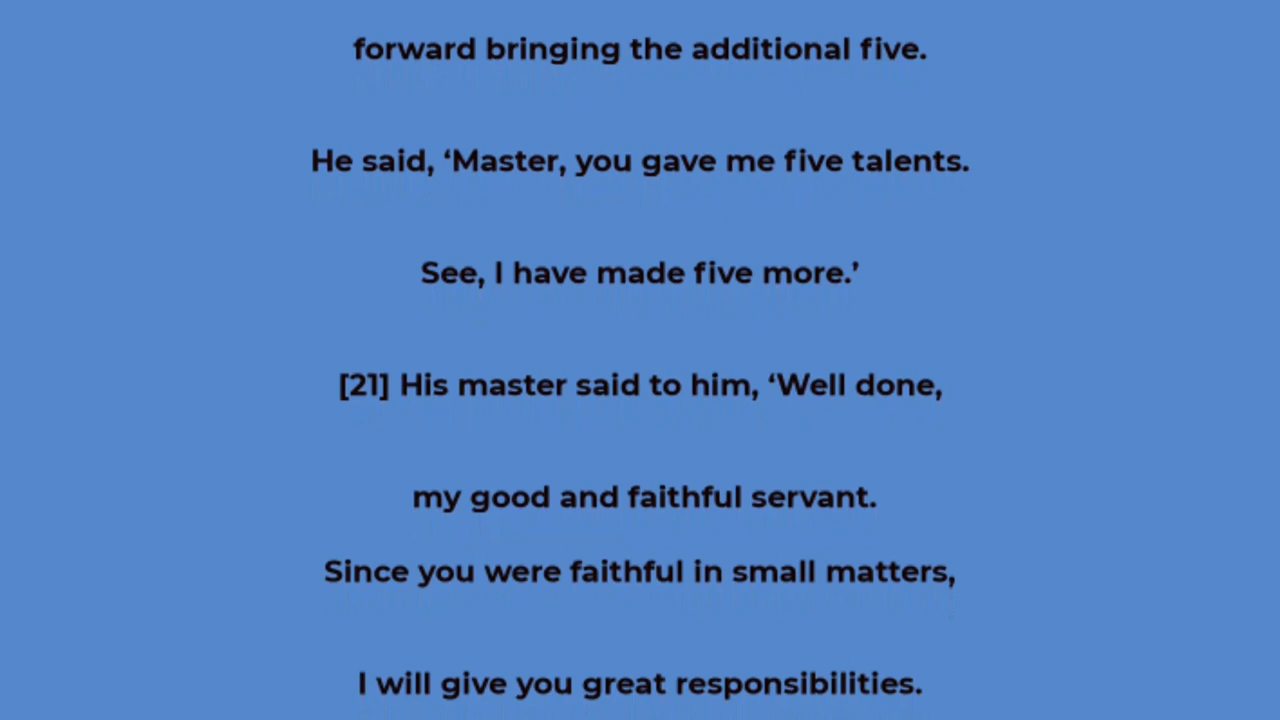 forward bringing the additional five.
He said, ‘Master, you gave me five talents.
See, I have made five more.’
[21] His master said to him, ‘Well done,
my good and faithful servant.
Since you were faithful in small matters,
I will give you great responsibilities.